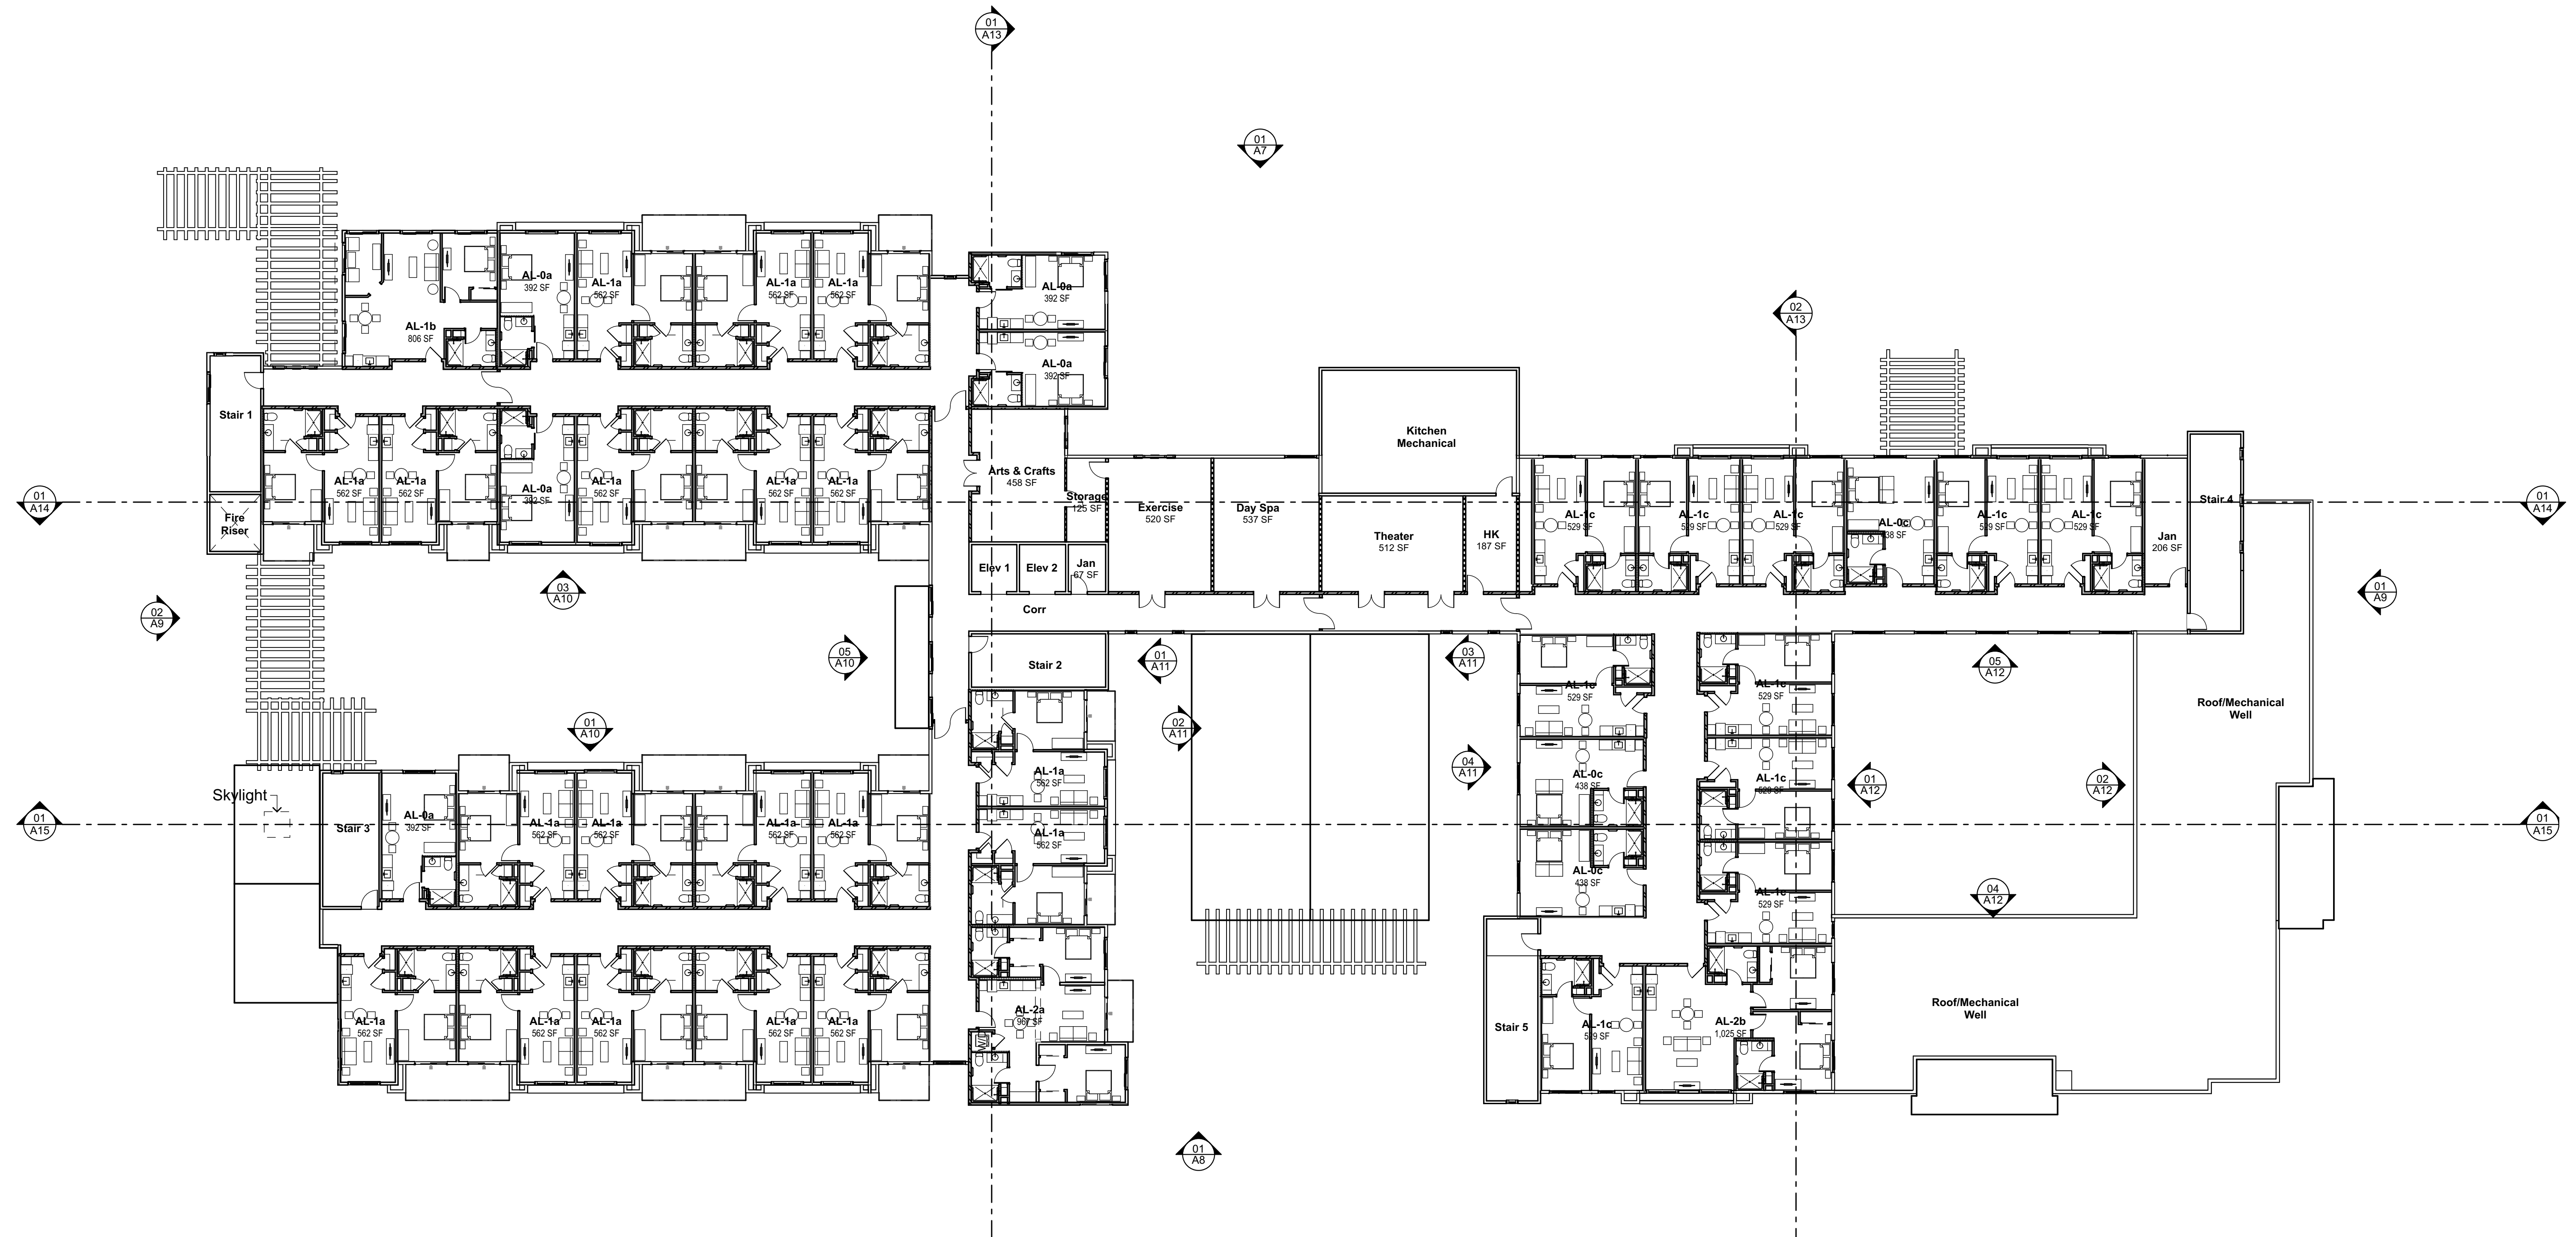 01
A13
01
A7
02
A13
AL-1b
806 SF
AL-0a
392 SF
AL-1a
562 SF
AL-1a
562 SF
AL-1a
562 SF
AL-0a
392 SF
AL-0a
392 SF
Stair 1
Fire
Riser
AL-1a
562 SF
AL-1a
562 SF
AL-0a
392 SF
AL-1a
562 SF
AL-1a
562 SF
AL-1a
562 SF
Arts & Crafts
458 SF
Storage
125 SF
Exercise
520 SF
Day Spa
537 SF
Kitchen
Mechanical
Theater
512 SF
HK
187 SF
AL-1c
529 SF
AL-1c
529 SF
AL-1c
529 SF
AL-0c
438 SF
AL-1c
529 SF
AL-1c
529 SF
Jan
206 SF
Stair 4
01
A14
01
A14
Elev 1
Elev 2
Jan
67 SF
Corr
03
A10
02
A9
01
A9
05
A10
Stair 2
01
A11
03
A11
05
A12
02
A11
04
A11
01
A12
02
A12
01
A10
AL-1c
529 SF
AL-1c
529 SF
Roof/Mechanical
Well
AL-0c
438 SF
AL-1c
529 SF
AL-0c
438 SF
AL-1c
529 SF
04
A12
Skylight
01
A15
01
A15
Stair 3
AL-0a
392 SF
AL-1a
562 SF
AL-1a
562 SF
AL-1a
562 SF
AL-1a
562 SF
AL-1a
562 SF
AL-1a
562 SF
AL-1a
562 SF
AL-1a
562 SF
AL-1a
562 SF
AL-1a
562 SF
AL-1a
562 SF
AL-2a
967 SF
Stair 5
AL-1c
529 SF
AL-2b
1,025 SF
Roof/Mechanical
Well
01
A8